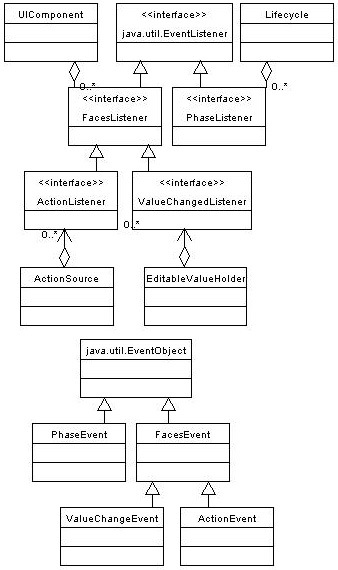 UIComponent
<<interface>>
java.util.EventListener
Lifecycle
0..*
0..*
<<interface>>
FacesListener
<<interface>>
PhaseListener
<<interface>>
ActionListener
<<interface>>
ValueChangedListener
0..*
0..*
ActionSource
EditableValueHolder
java.util.EventObject
PhaseEvent
FacesEvent
ValueChangeEvent
ActionEvent